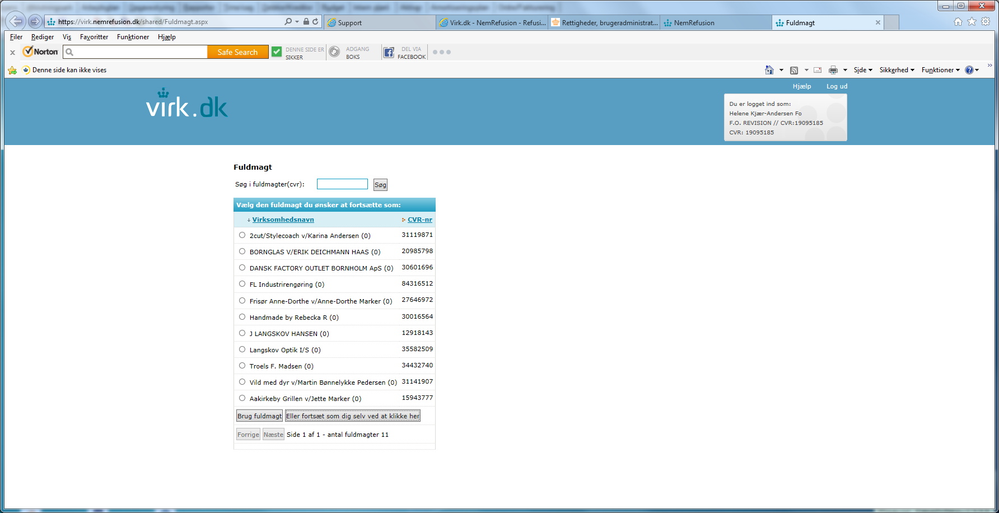 https://virk.nemrefusion.dk/shared/Fuldmagt.aspx
Support
Virk.dk - NemRefusion - Refusi...
Rettigheder, brugeradministrat...
NemRefusion
Fuldmagt
Filer Rediger Vis Favoritter Funktioner Hjælp
x Norton Safe Search
DENNE SIDE ER
SIKKER
ADGANG
BOKS
DEL VIA
FACEBOOK
Denne side kan ikke vises
Side Sikkerhed Funktioner
Hjælp Log ud
virk.dk
Du er logget ind som:
Helene Kjær-Andersen Fo
F.O. REVISION // CVR:19095185
CVR: 19095185
Fuldmagt
Søg i fuldmagter(cvr): Søg
Vælg den fuldmagt du ønsker at fortsætte som:
Virksomhedsnavn CVR-nr
2cut/Stylecoach v/Karina Andersen (0) 31119871
BORNGLAS V/ERIK DEICHMANN HAAS (0) 20985798
DANSK FACTORY OUTLET BORNHOLM ApS (0) 30601696
FL Industrirengøring (0) 84316512
Frisør Anne-Dorthe v/Anne-Dorthe Marker (0) 27646972
Handmade by Rebecka R (0) 30016564
J LANGSKOV HANSEN (0) 12918143
Langskov Optik I/S (0) 35582509
Troels F. Madsen (0) 34432740
Vild med dyr v/Martin Bønnelykke Pedersen (0) 31141907
Aakirkeby Grillen v/Jette Marker (0) 15943777
Brug fuldmagt Eller fortsæt som dig selv ved at klikke her
Forrige Næste Side 1 af 1 - antal fuldmagter 11